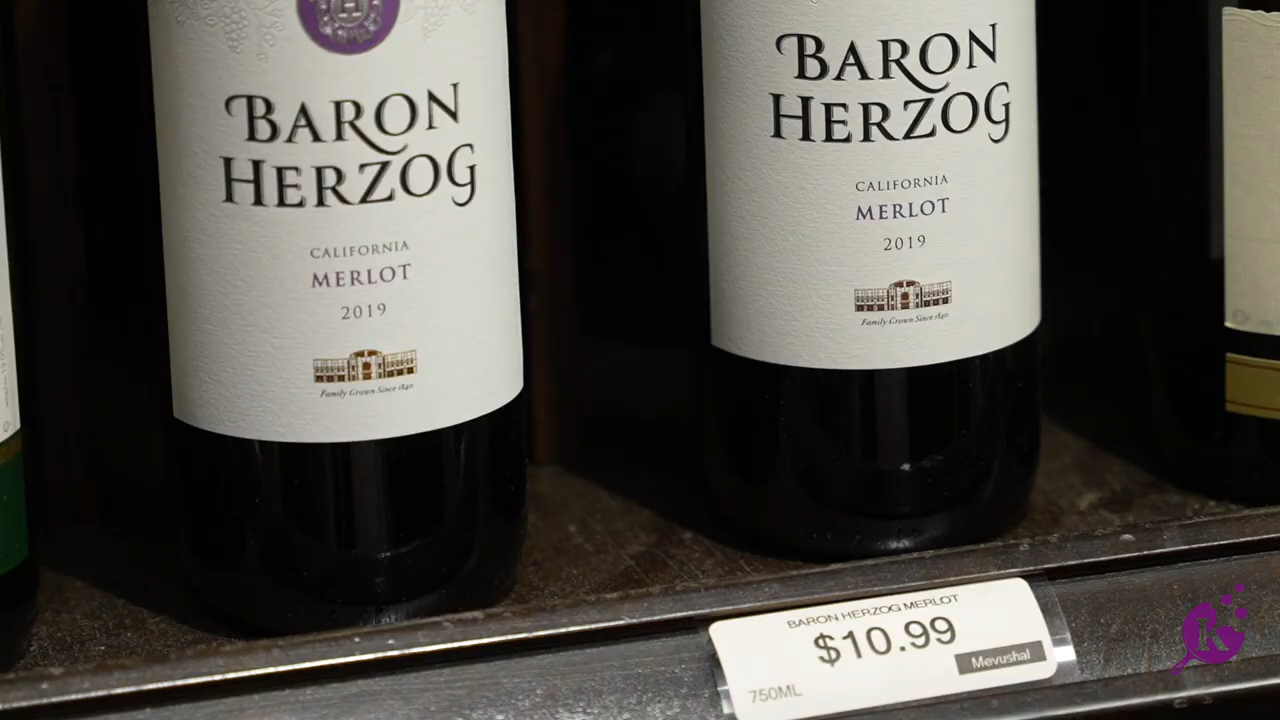 BARON
HERZOG
CALIFORNIA
MERLOT
2019
Family Grown Since 1840
BARON
HERZOG
CALIFORNIA
MERLOT
2019
Family Grown Since 1840
BARON HERZOG MERLOT
$10.99
Mevushal
750ML
K